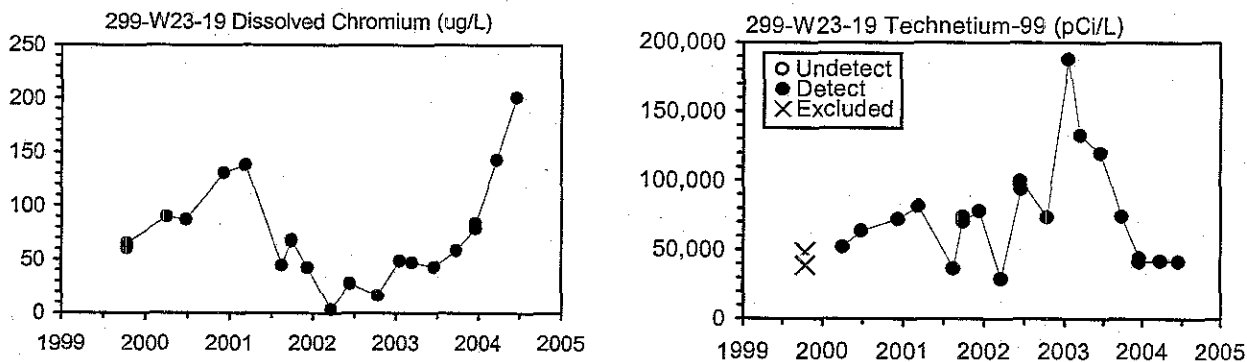 299-W23-19 Dissolved Chromium (ug/L)
250
200
150
100
50
0
1999 2000 2001 2002 2003 2004 2005
299-W23-19 Technetium-99 (pCi/L)
200,000
150,000
100,000
50,000
0
Undetect
Detect
Excluded
1999 2000 2001 2002 2003 2004 2005